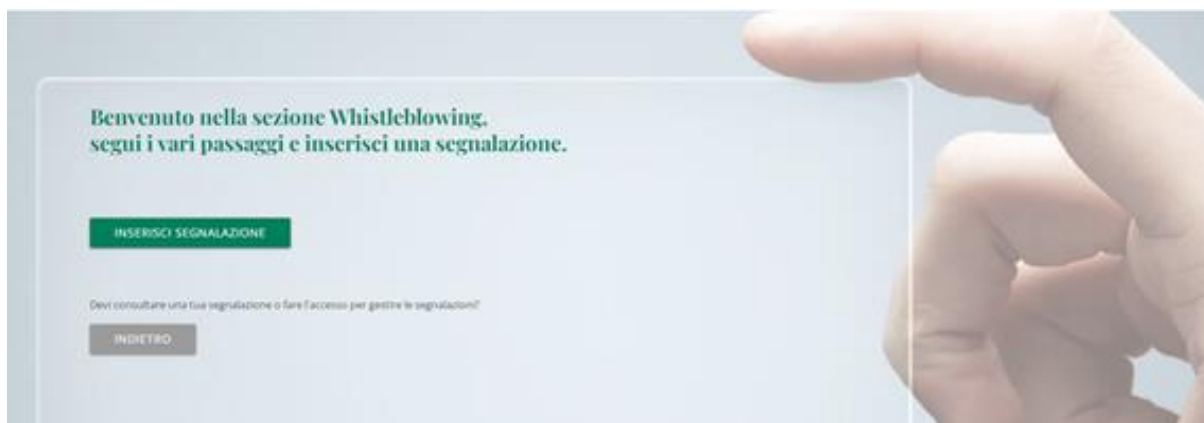 Benvenuto nella sezione Whistleblowing,
segui i vari passaggi e inserisci una segnalazione.
INSERISCI SEGNALAZIONE
Devi consultare una tua segnalazione o fare l'accesso per gestire le segnalazioni?
INDIETRO